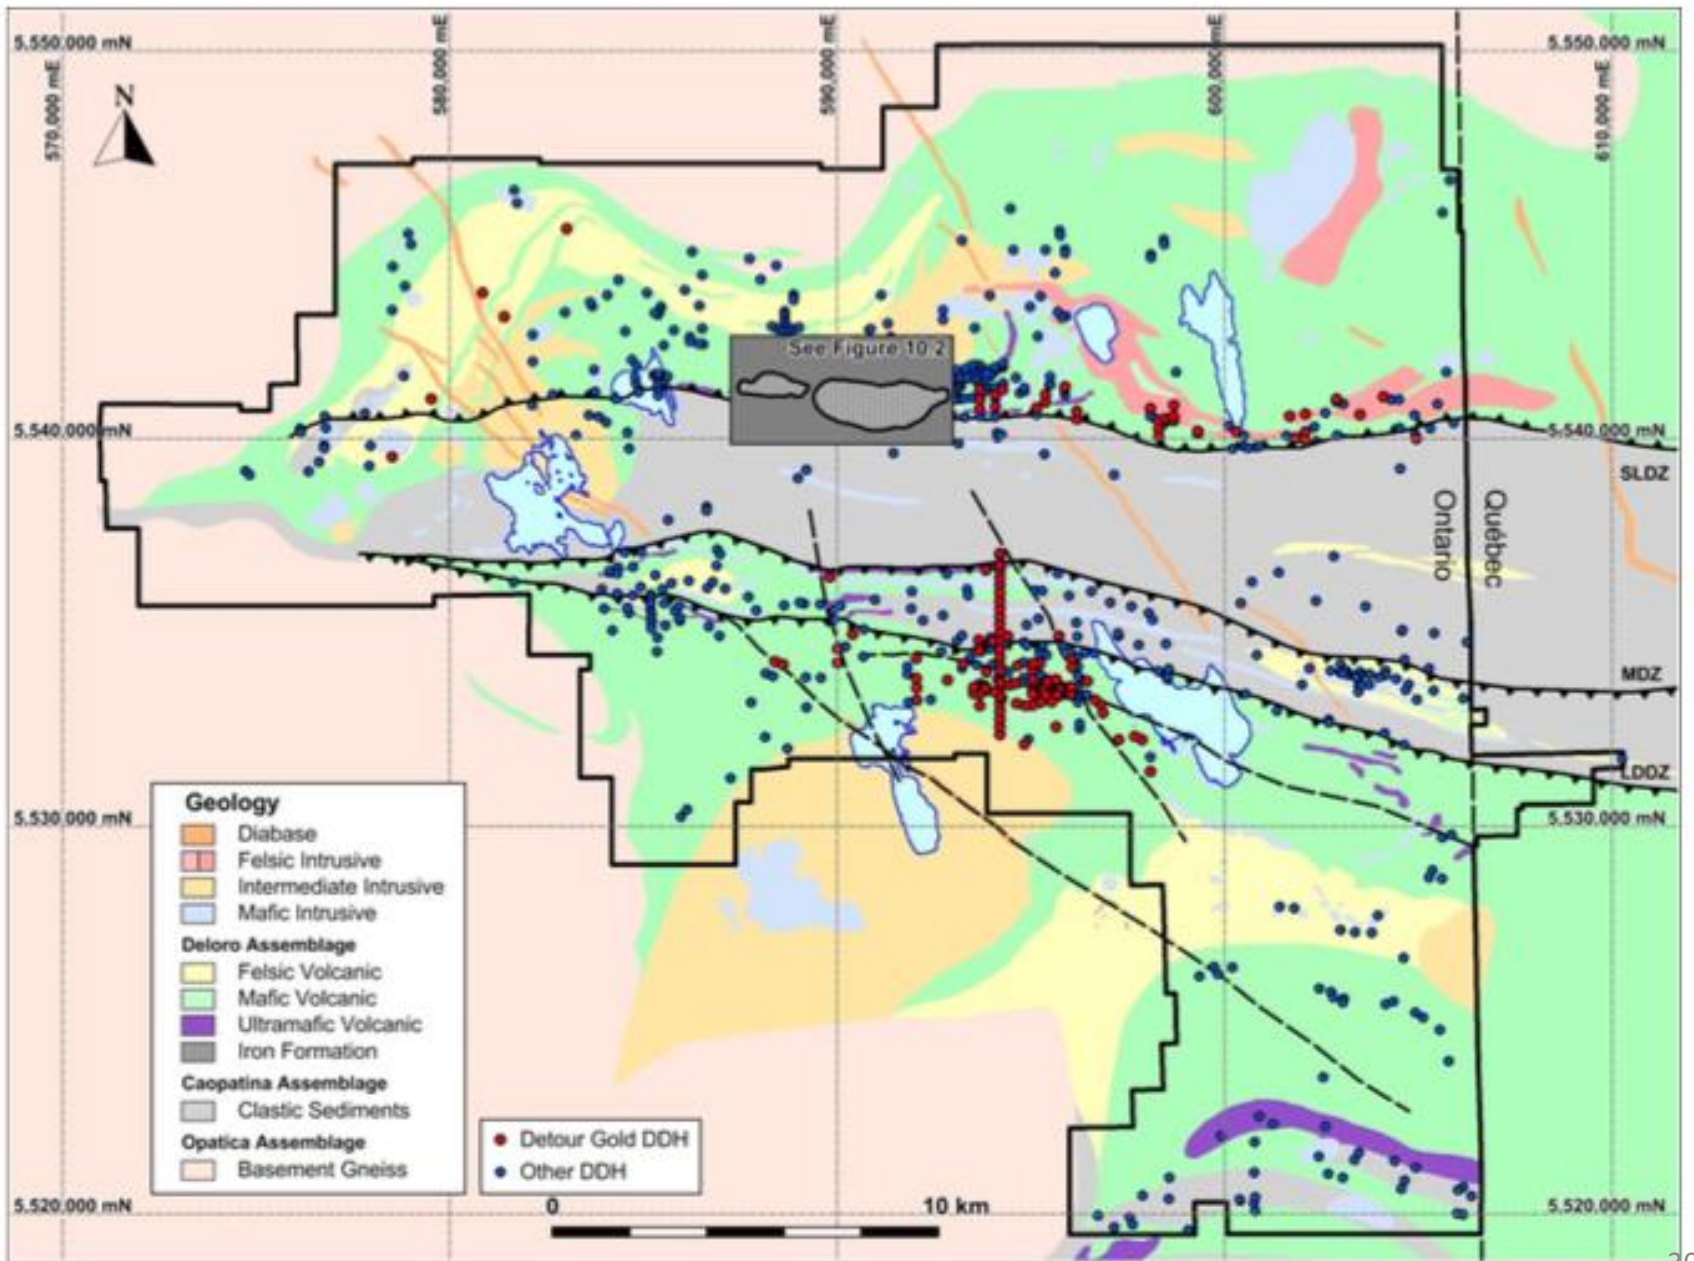 5,550,000 mN
5,550,000 mN
570,000 mE
580,000 mE
590,000 mE
600,000 mE
610,000 mE
N
See Figure 10.2
5,540,000 mN
5,540,000 mN
SLDZ
Ontario
Québec
MDZ
LDDZ
5,530,000 mN
5,530,000 mN
Geology
Diabase
Felsic Intrusive
Intermediate Intrusive
Mafic Intrusive
Deloro Assemblage
Felsic Volcanic
Mafic Volcanic
Ultramafic Volcanic
Iron Formation
Caopatina Assemblage
Clastic Sediments
Opatica Assemblage
Basement Gneiss
Detour Gold DDH
Other DDH
5,520,000 mN
0 10 km
5,520,000 mN